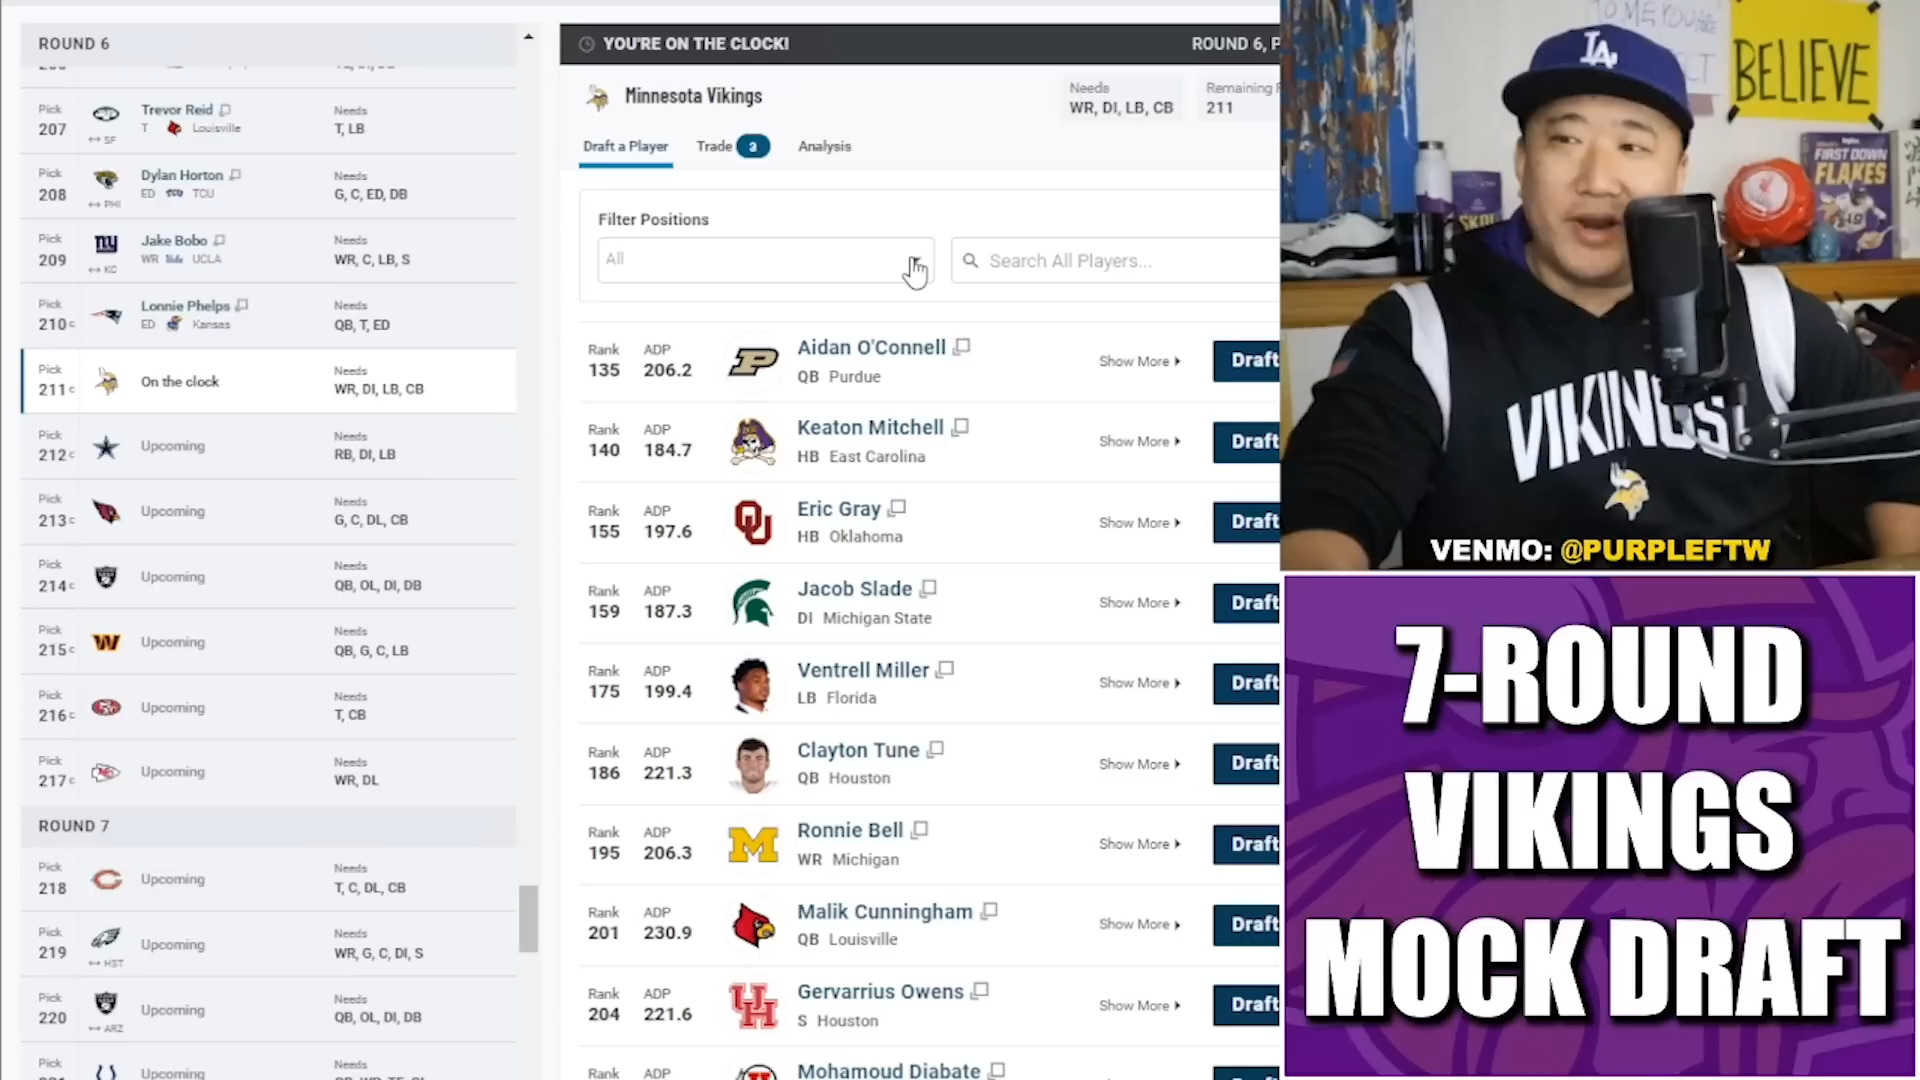 ROUND 6
Pick 207 Trevor Reid T Louisville ↔ SF Needs T, LB
Pick 208 Dylan Horton ED TCU ↔ PHI Needs G, C, ED, DB
Pick 209 Jake Bobo WR UCLA ↔ KC Needs WR, C, LB, S
Pick 210 c Lonnie Phelps ED Kansas Needs QB, T, ED
Pick 211 c On the clock Needs WR, DI, LB, CB
Pick 212 c Upcoming Needs RB, DI, LB
Pick 213 c Upcoming Needs G, C, DL, CB
Pick 214 c Upcoming Needs QB, OL, DI, DB
Pick 215 c Upcoming Needs QB, G, C, LB
Pick 216 c Upcoming Needs T, CB
Pick 217 c Upcoming Needs WR, DL
ROUND 7
Pick 218 Upcoming Needs T, C, DL, CB
Pick 219 Upcoming ↔ HST Needs WR, G, C, DI, S
Pick 220 Upcoming ↔ ARZ Needs QB, OL, DI, DB
Pick Upcoming Needs
YOU'RE ON THE CLOCK! ROUND 6, P
Minnesota Vikings Needs WR, DI, LB, CB Remaining 211
Draft a Player Trade 3 Analysis
Filter Positions
All Search All Players...
Rank 135 ADP 206.2 Aidan O'Connell QB Purdue Show More Draft
Rank 140 ADP 184.7 Keaton Mitchell HB East Carolina Show More Draft
Rank 155 ADP 197.6 Eric Gray HB Oklahoma Show More Draft
Rank 159 ADP 187.3 Jacob Slade DI Michigan State Show More Draft
Rank 175 ADP 199.4 Ventrell Miller LB Florida Show More Draft
Rank 186 ADP 221.3 Clayton Tune QB Houston Show More Draft
Rank 195 ADP 206.3 Ronnie Bell WR Michigan Show More Draft
Rank 201 ADP 230.9 Malik Cunningham QB Louisville Show More Draft
Rank 204 ADP 221.6 Gervarrius Owens S Houston Show More Draft
Rank ADP Mohamoud Diabate
BELIEVE
LA
FIRST DOWN
FLAKES
SKOL
VIKINGS
VENMO: @PURPLEFTW
7-ROUND
VIKINGS
MOCK DRAFT